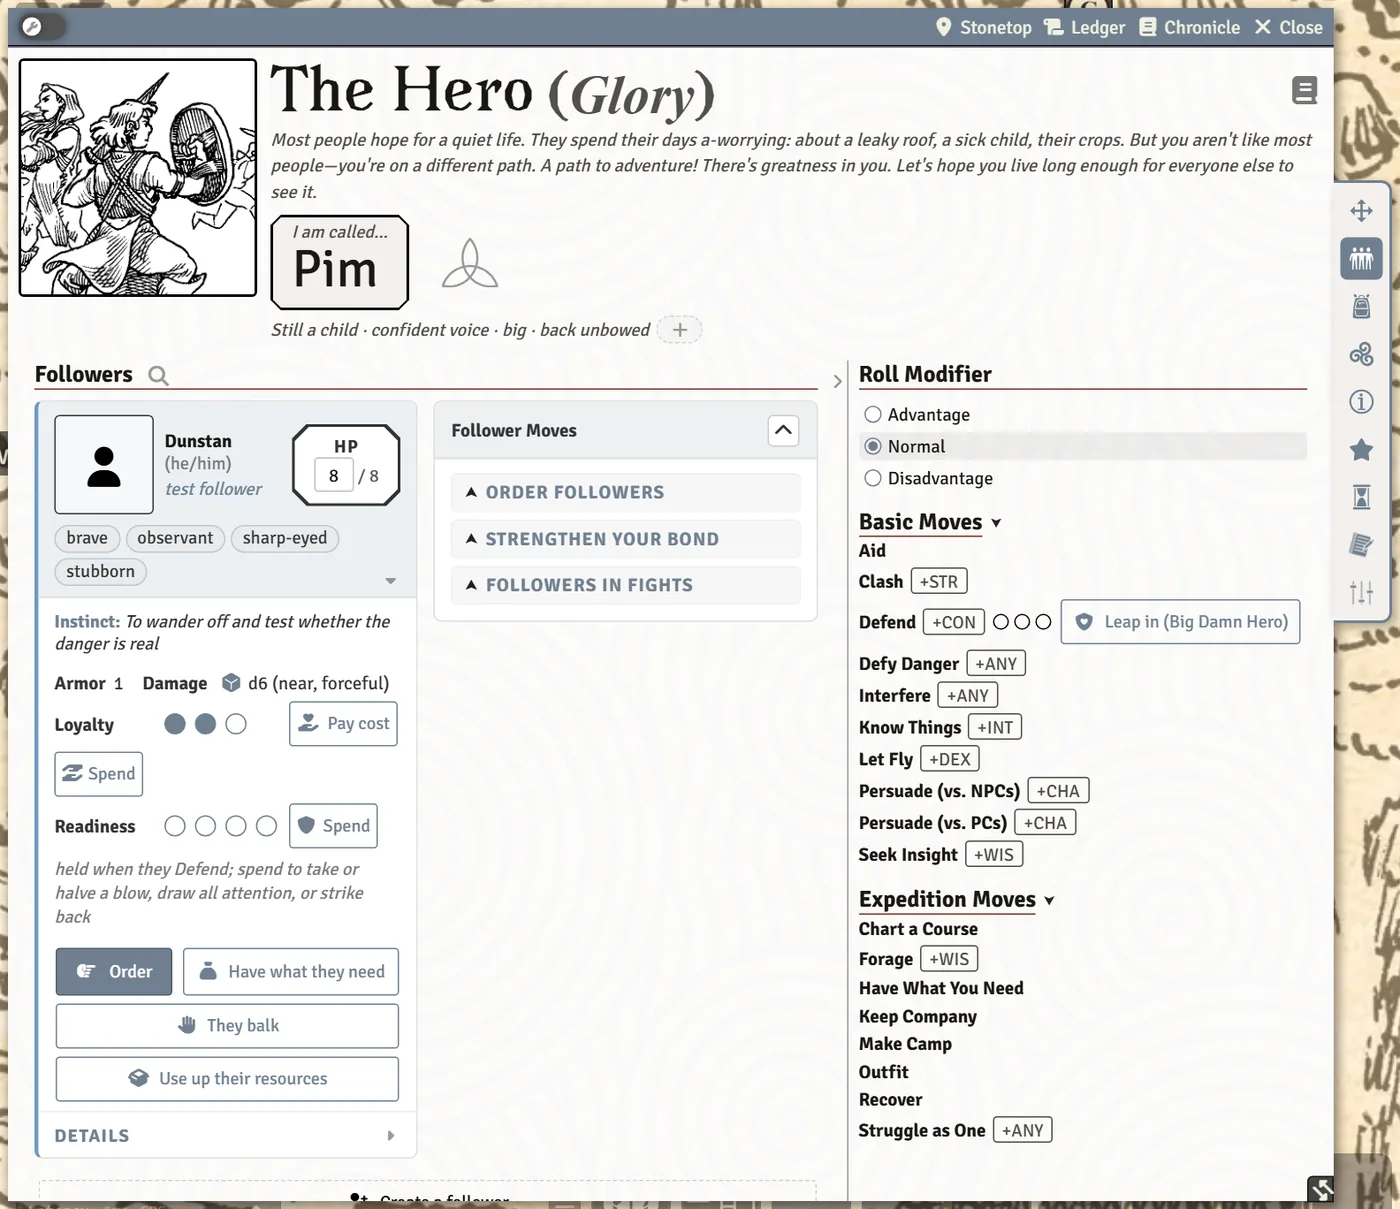 Stonetop Ledger Chronicle Close
The Hero (Glory)
Most people hope for a quiet life. They spend their days a-worrying: about a leaky roof, a sick child, their crops. But you aren't like most
people—you're on a different path. A path to adventure! There's greatness in you. Let's hope you live long enough for everyone else to
see it.
I am called...
Pim
Still a child · confident voice · big · back unbowed
Followers
Dunstan
(he/him)
test follower
HP
8 / 8
brave observant sharp-eyed
stubborn
Instinct: To wander off and test whether the
danger is real
Armor 1 Damage d6 (near, forceful)
Loyalty Pay cost
Spend
Readiness Spend
held when they Defend; spend to take or
halve a blow, draw all attention, or strike
back
Order Have what they need
They balk
Use up their resources
DETAILS
Create a follower
Follower Moves
ORDER FOLLOWERS
STRENGTHEN YOUR BOND
FOLLOWERS IN FIGHTS
Roll Modifier
Advantage
Normal
Disadvantage
Basic Moves
Aid
Clash +STR
Defend +CON Leap in (Big Damn Hero)
Defy Danger +ANY
Interfere +ANY
Know Things +INT
Let Fly +DEX
Persuade (vs. NPCs) +CHA
Persuade (vs. PCs) +CHA
Seek Insight +WIS
Expedition Moves
Chart a Course
Forage +WIS
Have What You Need
Keep Company
Make Camp
Outfit
Recover
Struggle as One +ANY